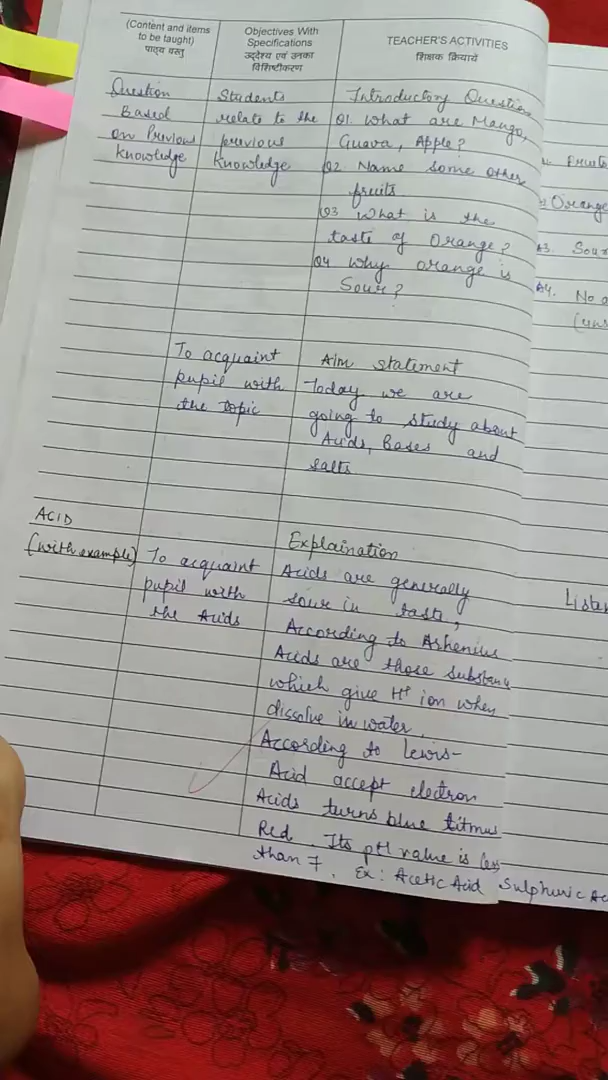 (Content and items
to be taught)
पाठ्य वस्तु
Objectives With
Specifications
उद्देश्य एवं उनका
विशिष्टीकरण
TEACHER'S ACTIVITIES
शिक्षक क्रियायें
Question
Based
on Previous
Knowledge
Students
relate to the
previous
Knowledge
Introductory Question
Q1. What are Mango,
Guava, Apple?
Q2. Name some other
fruits
Q3 What is the
taste of Orange?
Q4 Why orange is
Sour?
Fruits
Orange
A3. Sour
A4. No
To acquaint
pupil with
the topic
Aim statement
Today we are
going to study about
Acids, Bases and
salts
ACID
(with example)
To acquaint
pupil with
the Acids
Explaination
Acids are generally
sour in taste,
According to Arhenius
Acids are those substance
which give H+ ion when
dissolve in water.
According to Lewis-
Acid accept electron
Acids turns blue litmus
Red. Its pH value is less
than 7. Ex: Acetic Acid Sulphuric
Listen